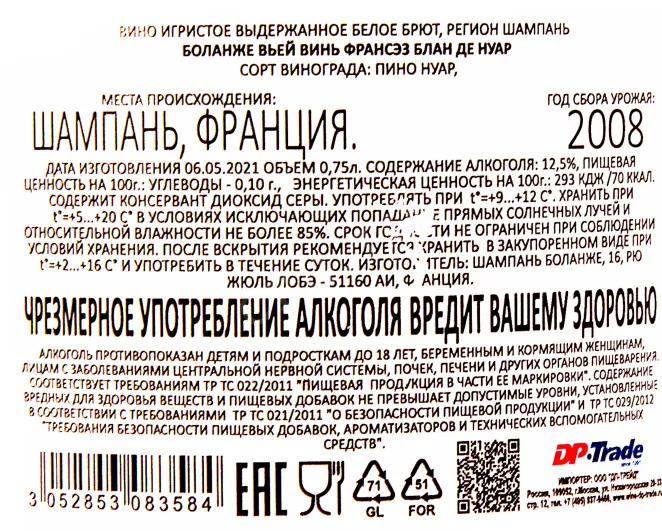 ВИНО ИГРИСТОЕ ВЫДЕРЖАННОЕ БЕЛОЕ БРЮТ, РЕГИОН ШАМПАНЬ
БОЛАНЖЕ ВЬЕЙ ВИНЬ ФРАНСЭЗ БЛАН ДЕ НУАР
СОРТ ВИНОГРАДА: ПИНО НУАР,
МЕСТА ПРОИСХОЖДЕНИЯ:
ГОД СБОРА УРОЖАЯ:
ШАМПАНЬ, ФРАНЦИЯ.
2008
ДАТА ИЗГОТОВЛЕНИЯ 06.05.2021 ОБЪЕМ 0,75л. СОДЕРЖАНИЕ АЛКОГОЛЯ: 12,5%, ПИЩЕВАЯ
ЦЕННОСТЬ НА 100г.: УГЛЕВОДЫ - 0,10 г., ЭНЕРГЕТИЧЕСКАЯ ЦЕННОСТЬ НА 100г.: 293 КДЖ /70 ККАЛ.
СОДЕРЖИТ КОНСЕРВАНТ ДИОКСИД СЕРЫ. УПОТРЕБЛЯТЬ ПРИ t°=+9...+12 С°. ХРАНИТЬ ПРИ
t°=+5...+20 С° В УСЛОВИЯХ ИСКЛЮЧАЮЩИХ ПРЯМЫХ СОЛНЕЧНЫХ ЛУЧЕЙ И
ОТНОСИТЕЛЬНОЙ ВЛАЖНОСТИ НЕ БОЛЕЕ 85%. СРОК НЕ ОГРАНИЧЕН ПРИ СОБЛЮДЕНИИ
УСЛОВИЙ ХРАНЕНИЯ. ПОСЛЕ ВСКРЫТИЯ РЕКОМЕНДУЕТСЯ ХРАНИТЬ В ЗАКУПОРЕННОМ ВИДЕ ПРИ
t°=+2...+16 С° И УПОТРЕБИТЬ В ТЕЧЕНИЕ СУТОК. ШАМПАНЬ БОЛАНЖЕ, 16, РЮ
ЖЮЛЬ ЛОБЭ - 51160 АИ,
ЧРЕЗМЕРНОЕ УПОТРЕБЛЕНИЕ АЛКОГОЛЯ ВРЕДИТ ВАШЕМУ ЗДОРОВЬЮ
АЛКОГОЛЬ ПРОТИВОПОКАЗАН ДЕТЯМ И ПОДРОСТКАМ ДО 18 ЛЕТ, БЕРЕМЕННЫМ И КОРМЯЩИМ ЖЕНЩИНАМ,
ЛИЦАМ С ЗАБОЛЕВАНИЯМИ ЦЕНТРАЛЬНОЙ НЕРВНОЙ СИСТЕМЫ, ПОЧЕК, ПЕЧЕНИ И ДРУГИХ ОРГАНОВ ПИЩЕВАРЕНИЯ.
СООТВЕТСТВУЕТ ТРЕБОВАНИЯМ ТР ТС 022/2011 "ПИЩЕВАЯ ПРОДУКЦИЯ В ЧАСТИ ЕЕ МАРКИРОВКИ". СОДЕРЖАНИЕ
ВРЕДНЫХ ДЛЯ ЗДОРОВЬЯ ВЕЩЕСТВ И ПИЩЕВЫХ ДОБАВОК НЕ ПРЕВЫШАЕТ ДОПУСТИМЫЕ УРОВНИ, УСТАНОВЛЕННЫЕ
В СООТВЕТСТВИИ С ТРЕБОВАНИЯМИ ТР ТС 021/2011 "О БЕЗОПАСНОСТИ ПИЩЕВОЙ ПРОДУКЦИИ" И ТР ТС 029/2012
"ТРЕБОВАНИЯ БЕЗОПАСНОСТИ ПИЩЕВЫХ ДОБАВОК, АРОМАТИЗАТОРОВ И ТЕХНИЧЕСКИХ ВСПОМОГАТЕЛЬНЫХ
СРЕДСТВ".
3 052853 083584
EAC
71
GL
51
FOR
DP-Trade
ИМПОРТЕР: ООО "ДП-ТРЕЙД"